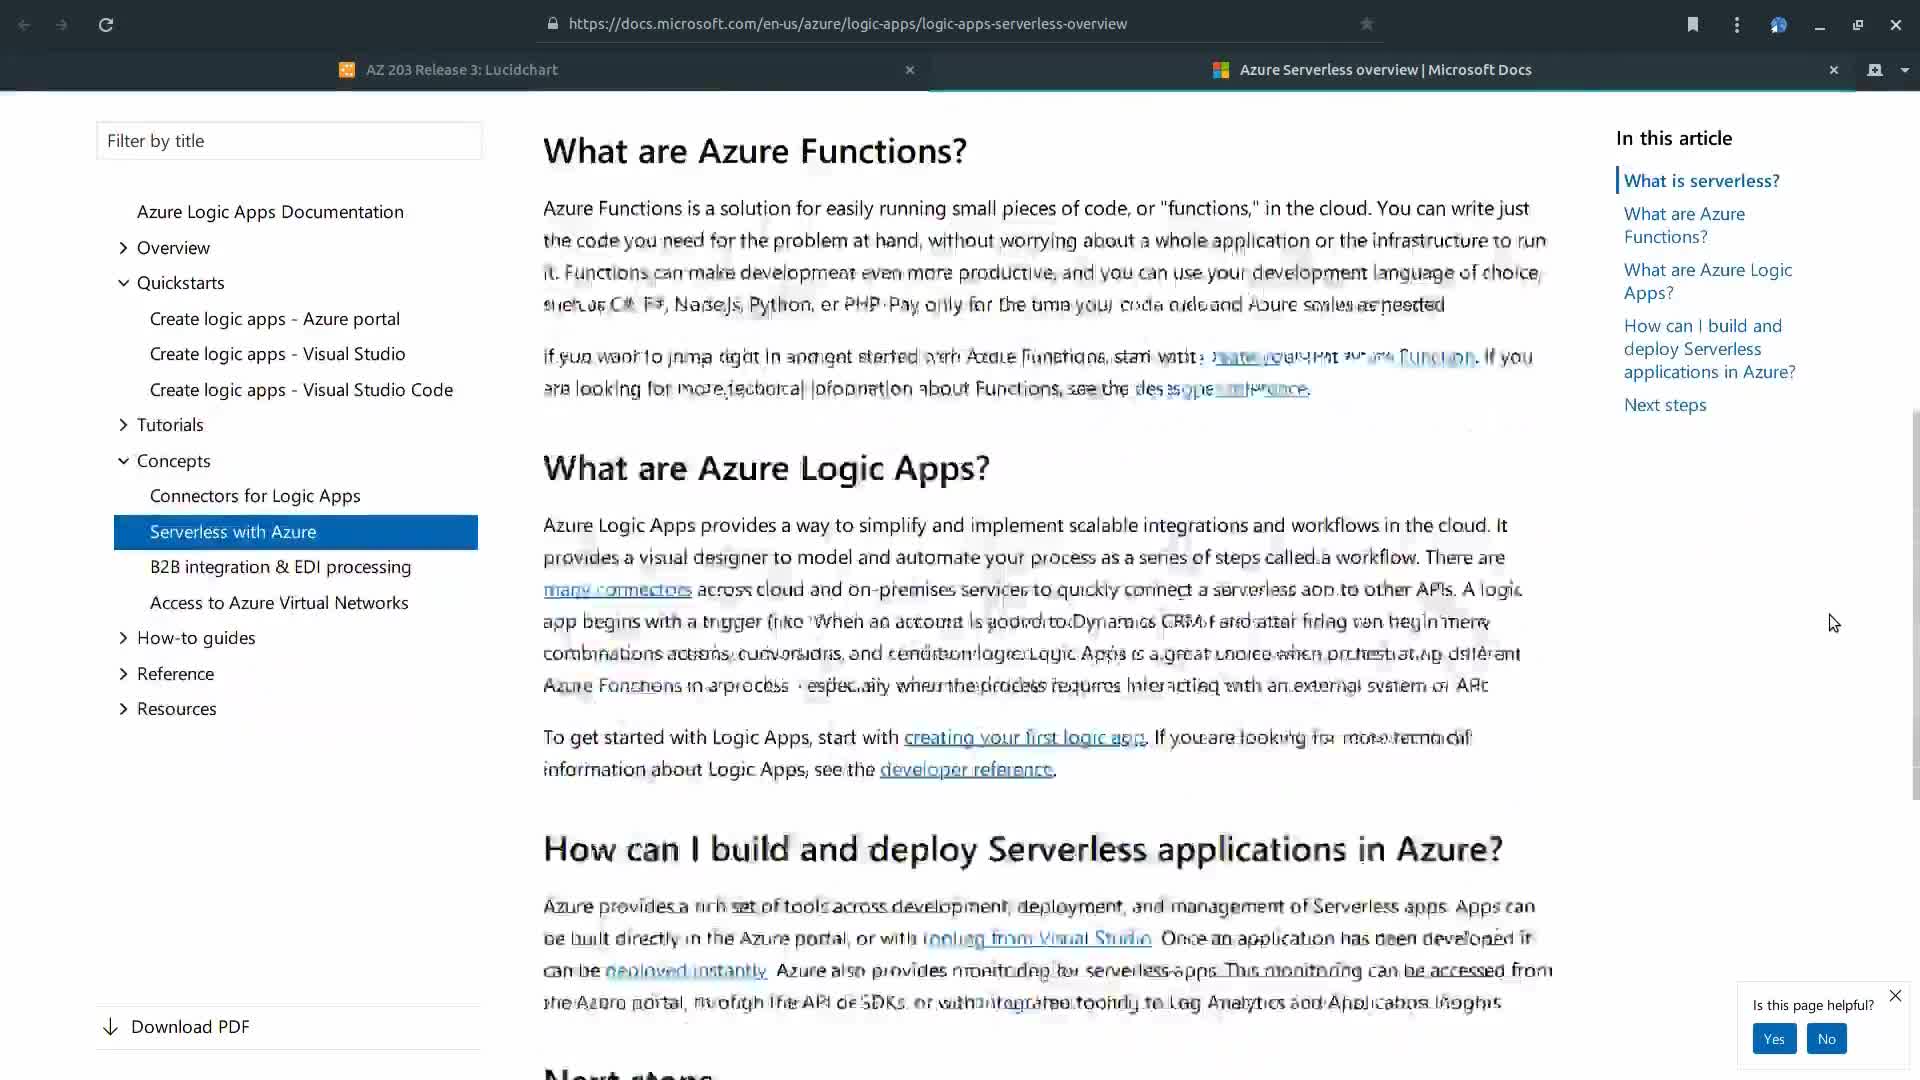 https://docs.microsoft.com/en-us/azure/logic-apps/logic-apps-serverless-overview
AZ 203 Release 3: Lucidchart
Azure Serverless overview | Microsoft Docs
Filter by title
Azure Logic Apps Documentation
Overview
Quickstarts
Create logic apps - Azure portal
Create logic apps - Visual Studio
Create logic apps - Visual Studio Code
Tutorials
Concepts
Connectors for Logic Apps
Serverless with Azure
B2B integration & EDI processing
Access to Azure Virtual Networks
How-to guides
Reference
Resources
Download PDF
What are Azure Functions?
Azure Functions is a solution for easily running small pieces of code, or "functions," in the cloud. You can write just
the code you need for the problem at hand, without worrying about a whole application or the infrastructure to run
it. Functions can make development even more productive, and you can use your development language of choice,
such as C#, F#, Node.js, Python, or PHP. Pay only for the time your code and Azure scales as needed
If you want to jump right in and get started with Azure Functions, start with your Azure Function. If you
are looking for more technical information about Functions, see the developer reference.
What are Azure Logic Apps?
Azure Logic Apps provides a way to simplify and implement scalable integrations and workflows in the cloud. It
provides a visual designer to model and automate your process as a series of steps called a workflow. There are
many connectors across cloud and on-premises services to quickly connect a serverless app to other APIs. A logic
app begins with a trigger (like 'When an account is added to Dynamics CRM') and after firing can begin many
combinations actions, conversions, and condition logic. Logic Apps is a great choice when orchestrating different
Azure Functions in a process - especially when the process requires interacting with an external system or API.
To get started with Logic Apps, start with creating your first logic app. If you are looking for more technical
information about Logic Apps, see the developer reference.
How can I build and deploy Serverless applications in Azure?
Azure provides a rich set of tools across development, deployment, and management of Serverless apps. Apps can
be built directly in the Azure portal, or with tooling from Visual Studio. Once an application has been developed it
can be deployed instantly. Azure also provides monitoring for serverless apps. This monitoring can be accessed from
the Azure portal, through the API or SDKs, or with integrated tooling to Log Analytics and Application Insights
Next steps
In this article
What is serverless?
What are Azure
Functions?
What are Azure Logic
Apps?
How can I build and
deploy Serverless
applications in Azure?
Next steps
Is this page helpful?
Yes
No